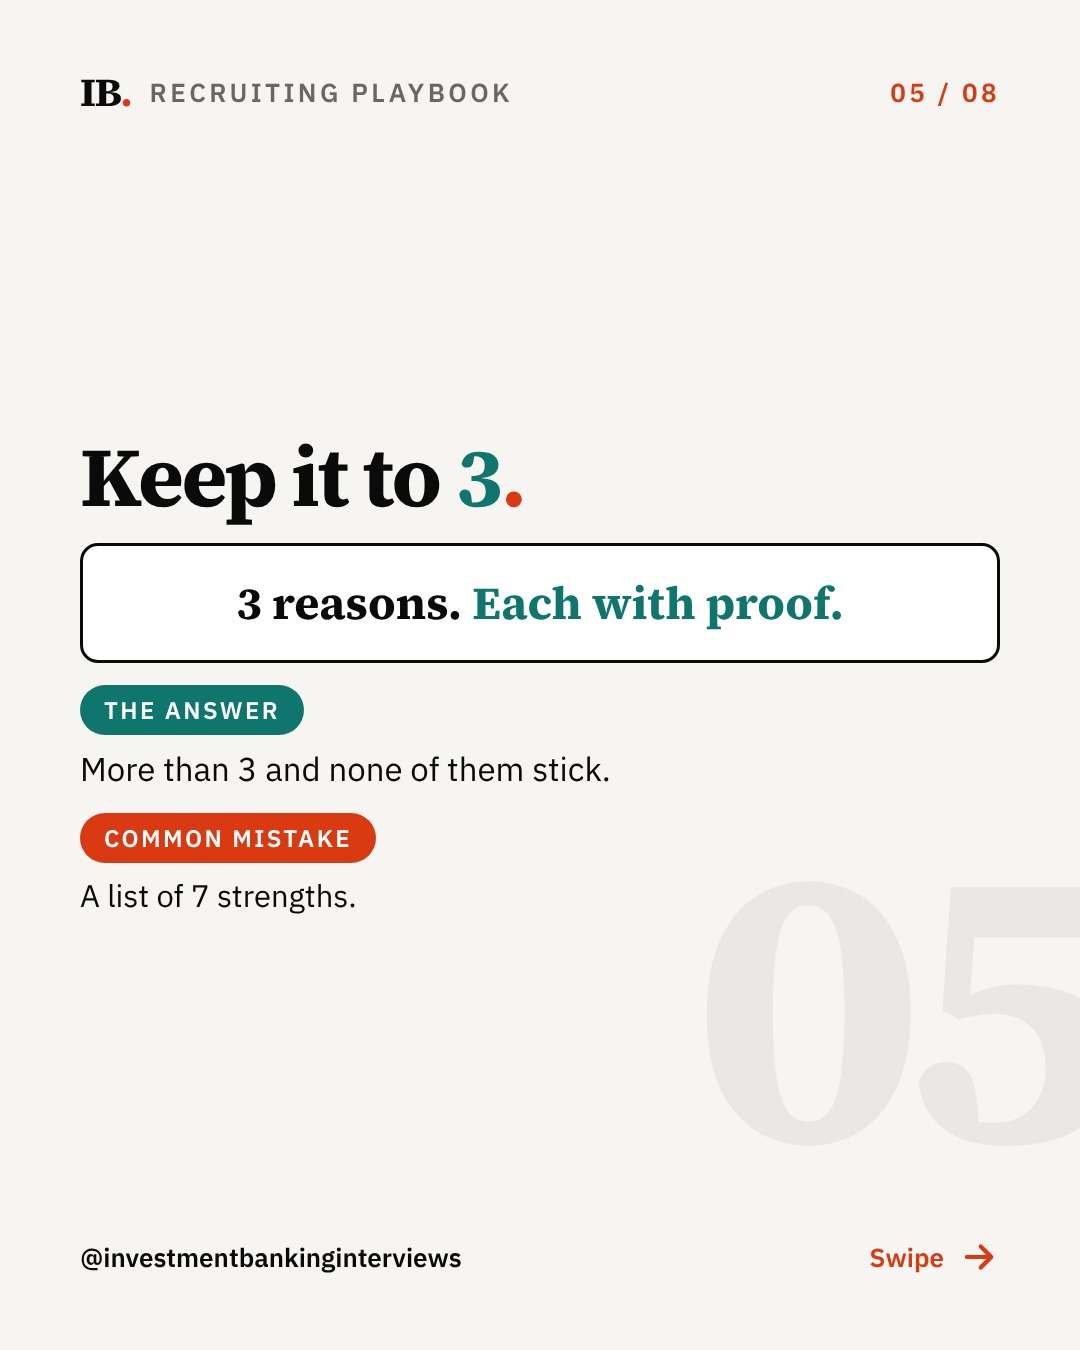 IB. RECRUITING PLAYBOOK
05 / 08
Keep it to 3.
3 reasons. Each with proof.
THE ANSWER
More than 3 and none of them stick.
COMMON MISTAKE
A list of 7 strengths.
05
@investmentbankinginterviews
Swipe →